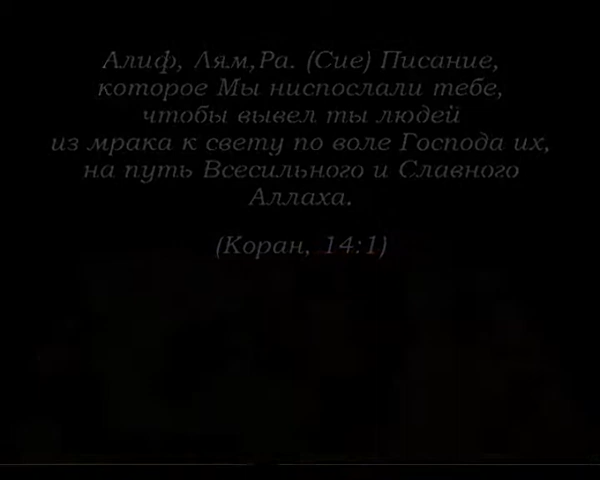 Алиф, Лям,Ра. (Сие) Писание,
которое Мы ниспослали тебе,
чтобы вывел ты людей
из мрака к свету по воле Господа их,
на путь Всесильного и Славного
Аллаха.
(Коран, 14:1)